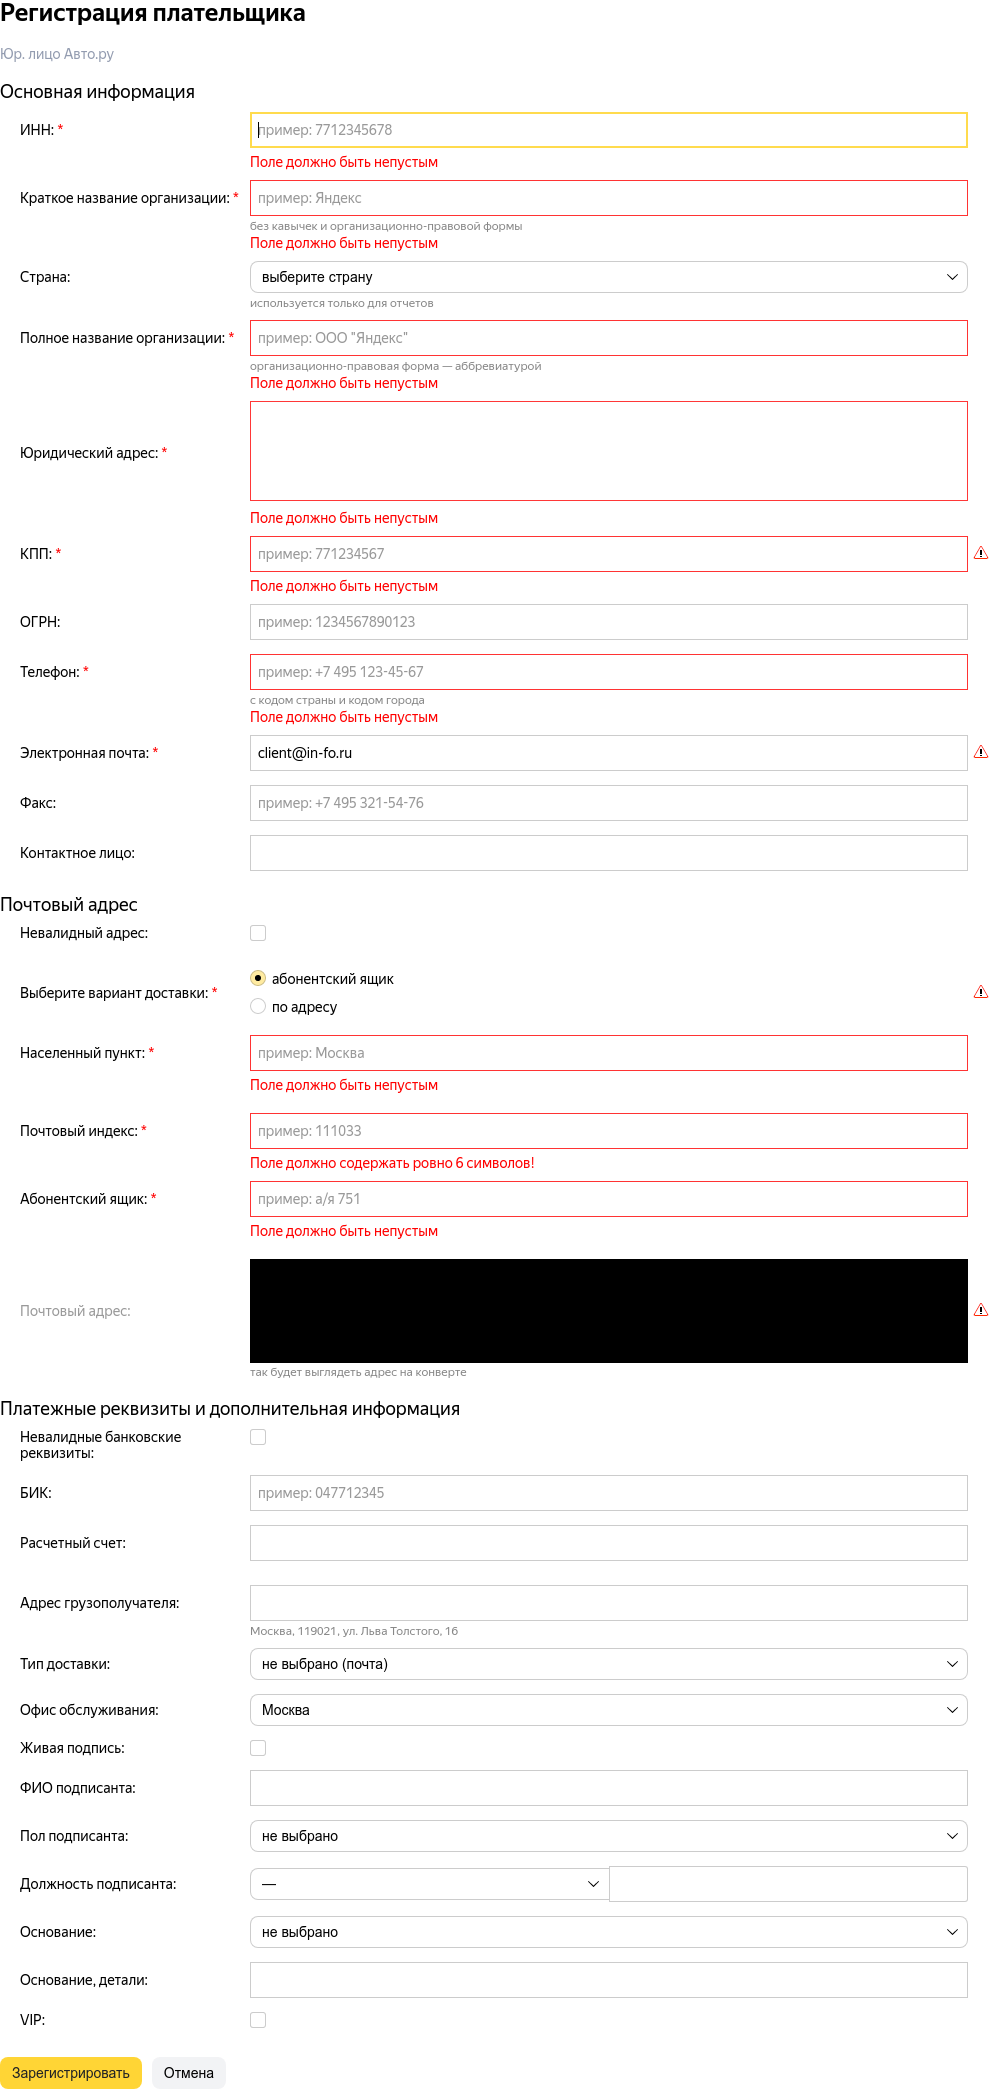 Регистрация плательщика
Юр. лицо Авто.ру
Основная информация
ИНН: *
пример: 7712345678
Поле должно быть непустым
Краткое название организации: *
пример: Яндекс
без кавычек и организационно-правовой формы
Поле должно быть непустым
Страна:
выберите страну
используется только для отчетов
Полное название организации: *
пример: ООО "Яндекс"
организационно-правовая форма — аббревиатурой
Поле должно быть непустым
Юридический адрес: *
Поле должно быть непустым
КПП: *
пример: 771234567
Поле должно быть непустым
ОГРН:
пример: 1234567890123
Телефон: *
пример: +7 495 123-45-67
с кодом страны и кодом города
Поле должно быть непустым
Электронная почта: *
client@in-fo.ru
Факс:
пример: +7 495 321-54-76
Контактное лицо:
Почтовый адрес
Невалидный адрес:
Выберите вариант доставки: *
абонентский ящик
по адресу
Населенный пункт: *
пример: Москва
Поле должно быть непустым
Почтовый индекс: *
пример: 111033
Поле должно содержать ровно 6 символов!
Абонентский ящик: *
пример: а/я 751
Поле должно быть непустым
Почтовый адрес:
так будет выглядеть адрес на конверте
Платежные реквизиты и дополнительная информация
Невалидные банковские
реквизиты:
БИК:
пример: 047712345
Расчетный счет:
Адрес грузополучателя:
Москва, 119021, ул. Льва Толстого, 16
Тип доставки:
не выбрано (почта)
Офис обслуживания:
Москва
Живая подпись:
ФИО подписанта:
Пол подписанта:
не выбрано
Должность подписанта:
—
Основание:
не выбрано
Основание, детали:
VIP:
Зарегистрировать
Отмена